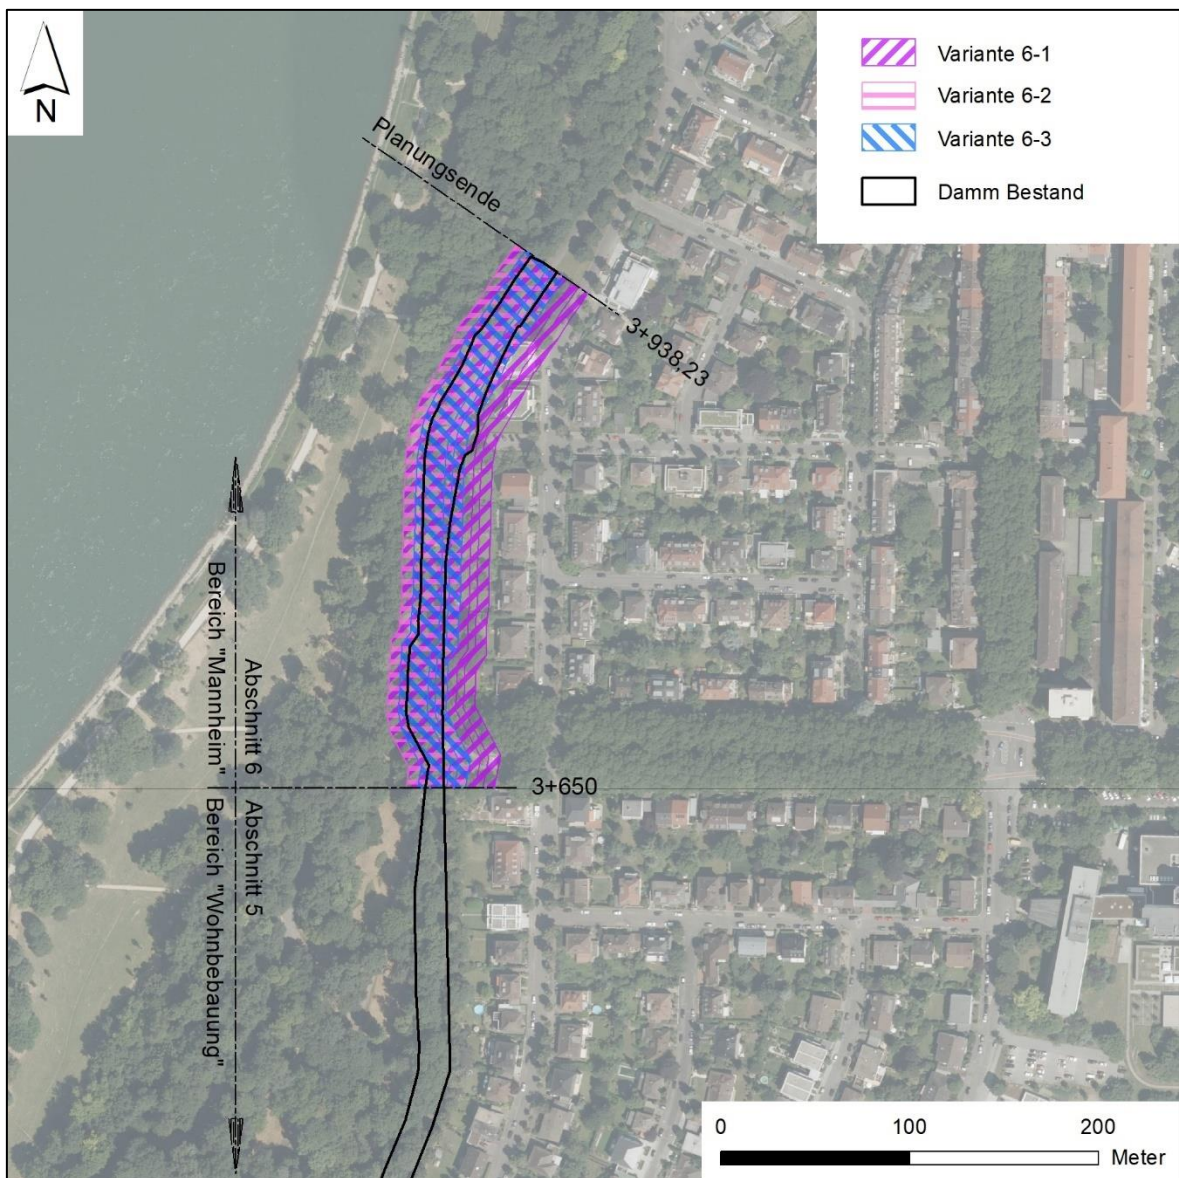 N
Variante 6-1
Variante 6-2
Variante 6-3
Damm Bestand
Planungsende
3+938,23
Abschnitt 6
Bereich "Mannheim"
3+650
Abschnitt 5
Bereich "Wohnbebauung"
0 100 200
Meter